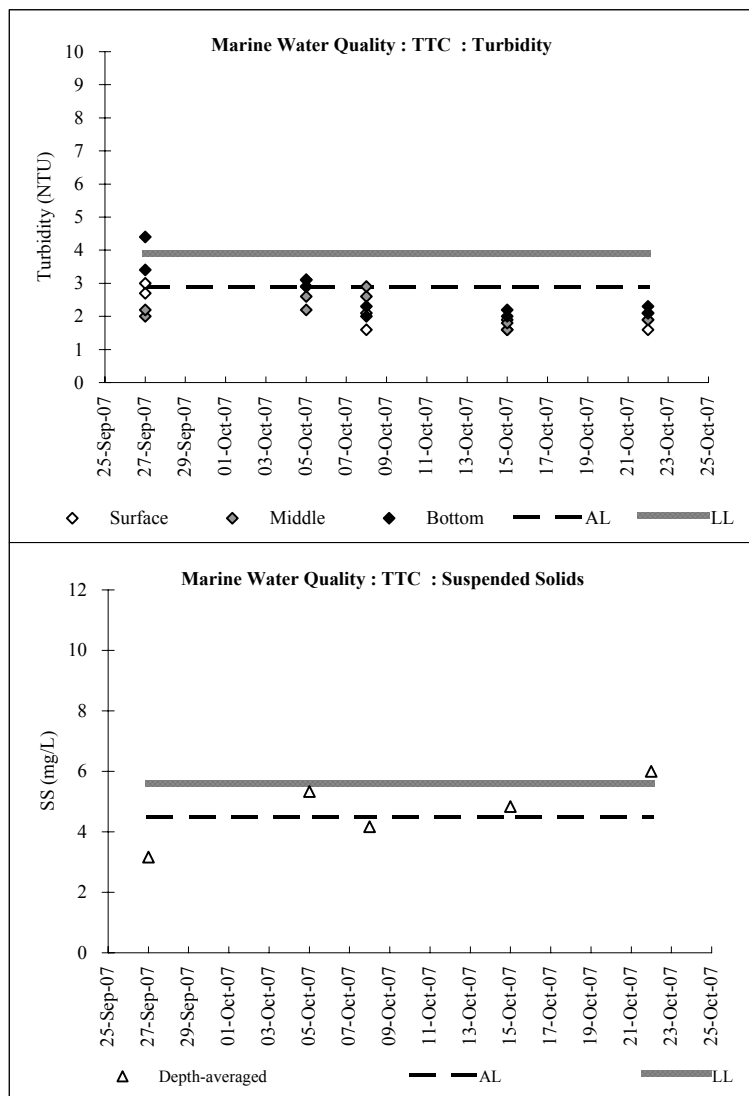 Marine Water Quality : TTC : Turbidity
Turbidity (NTU)
10
9
8
7
6
5
4
3
2
1
0
25-Sep-07
27-Sep-07
29-Sep-07
01-Oct-07
03-Oct-07
05-Oct-07
07-Oct-07
09-Oct-07
11-Oct-07
13-Oct-07
15-Oct-07
17-Oct-07
19-Oct-07
21-Oct-07
23-Oct-07
25-Oct-07
Surface Middle Bottom AL LL
Marine Water Quality : TTC : Suspended Solids
SS (mg/L)
12
10
8
6
4
2
0
25-Sep-07
27-Sep-07
29-Sep-07
01-Oct-07
03-Oct-07
05-Oct-07
07-Oct-07
09-Oct-07
11-Oct-07
13-Oct-07
15-Oct-07
17-Oct-07
19-Oct-07
21-Oct-07
23-Oct-07
25-Oct-07
Depth-averaged AL LL